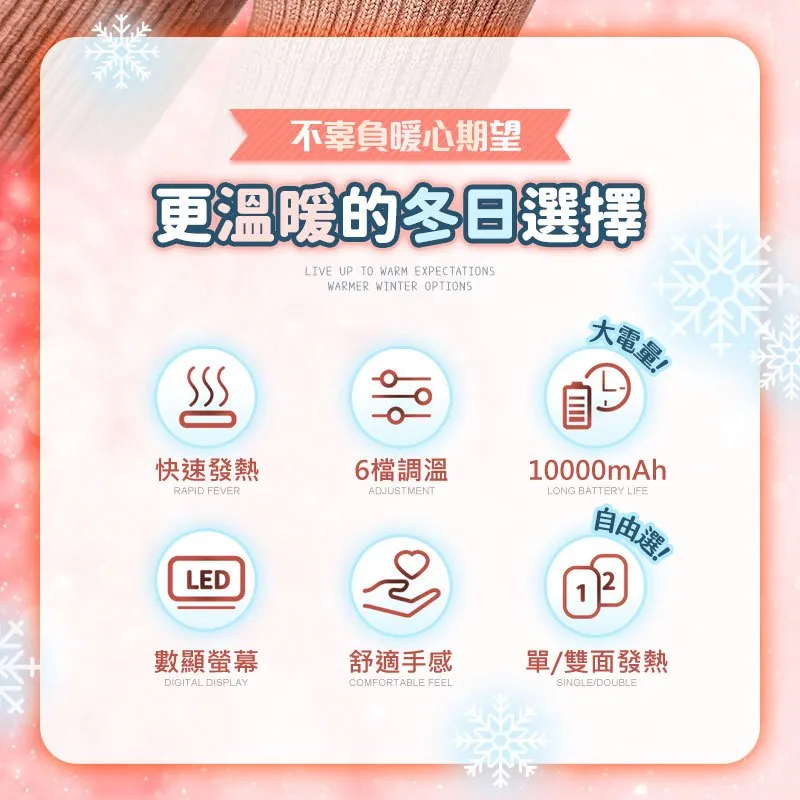 不辜負暖心期望
更溫暖的冬日選擇
LIVE UP TO WARM EXPECTATIONS
WARMER WINTER OPTIONS
快速發熱
RAPID FEVER
6檔調溫
ADJUSTMENT
大電量!
10000mAh
LONG BATTERY LIFE
LED
數顯螢幕
DIGITAL DISPLAY
舒適手感
COMFORTABLE FEEL
自由選!
1 2
單/雙面發熱
SINGLE/DOUBLE